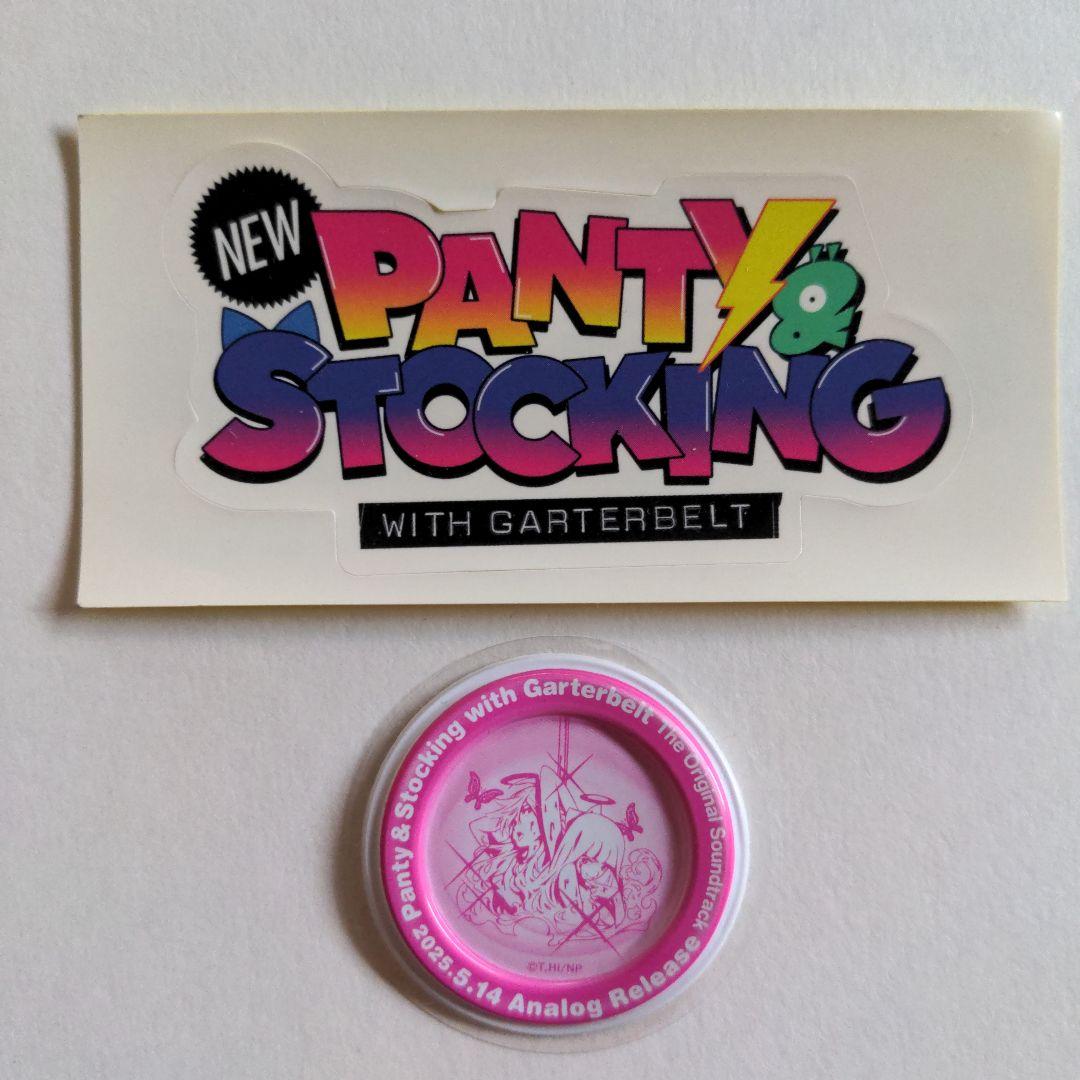 NEW
PANTY &
STOCKING
WITH GARTERBELT
Panty & Stocking with Garterbelt The Original Soundtrack
2025.5.14 Analog Release
©T,HI/NP